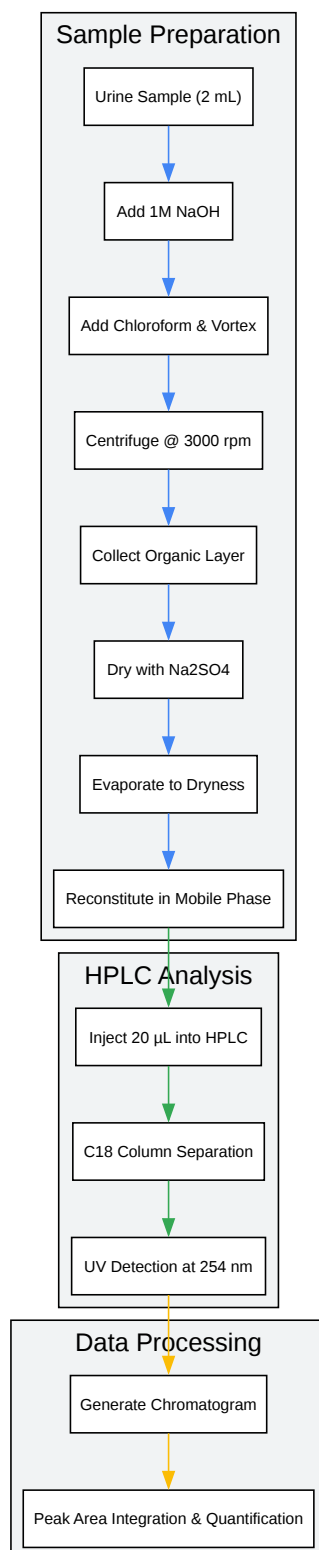 Sample Preparation
Urine Sample (2 mL)
Add 1M NaOH
Add Chloroform & Vortex
Centrifuge @ 3000 rpm
Collect Organic Layer
Dry with Na2SO4
Evaporate to Dryness
Reconstitute in Mobile Phase
HPLC Analysis
Inject 20 µL into HPLC
C18 Column Separation
UV Detection at 254 nm
Data Processing
Generate Chromatogram
Peak Area Integration & Quantification